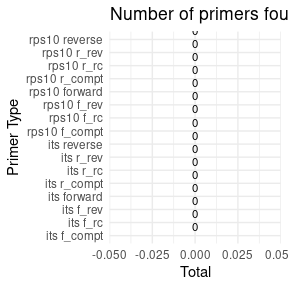 Number of primers fou
rps10 reverse 0
rps10 r_rev 0
rps10 r_rc 0
rps10 r_compt 0
rps10 forward 0
rps10 f_rev 0
rps10 f_rc 0
rps10 f_compt 0
its reverse 0
its r_rev 0
its r_rc 0
its r_compt 0
its forward 0
its f_rev 0
its f_rc 0
its f_compt 0
-0.050 -0.025 0.000 0.025 0.05
Total
Primer Type